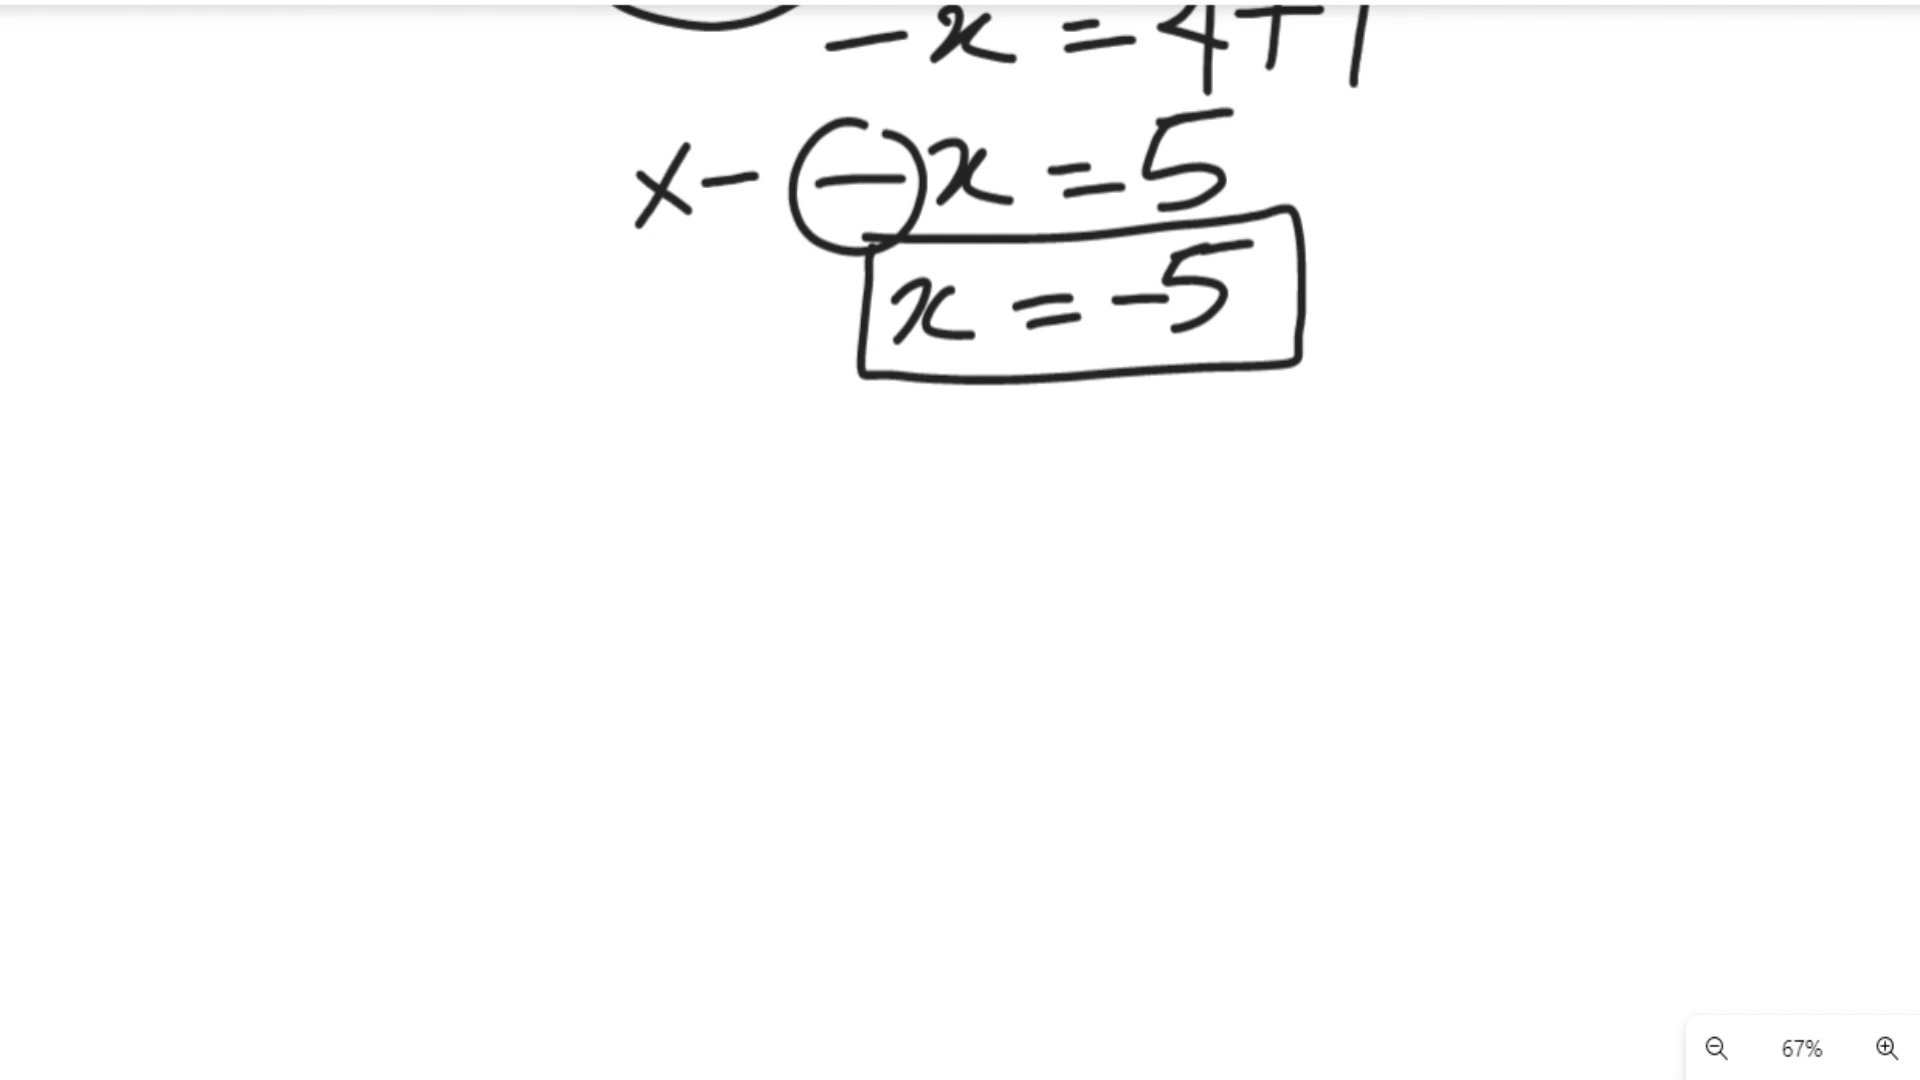 -x = 4+1
x- -x = 5
x = -5
67%